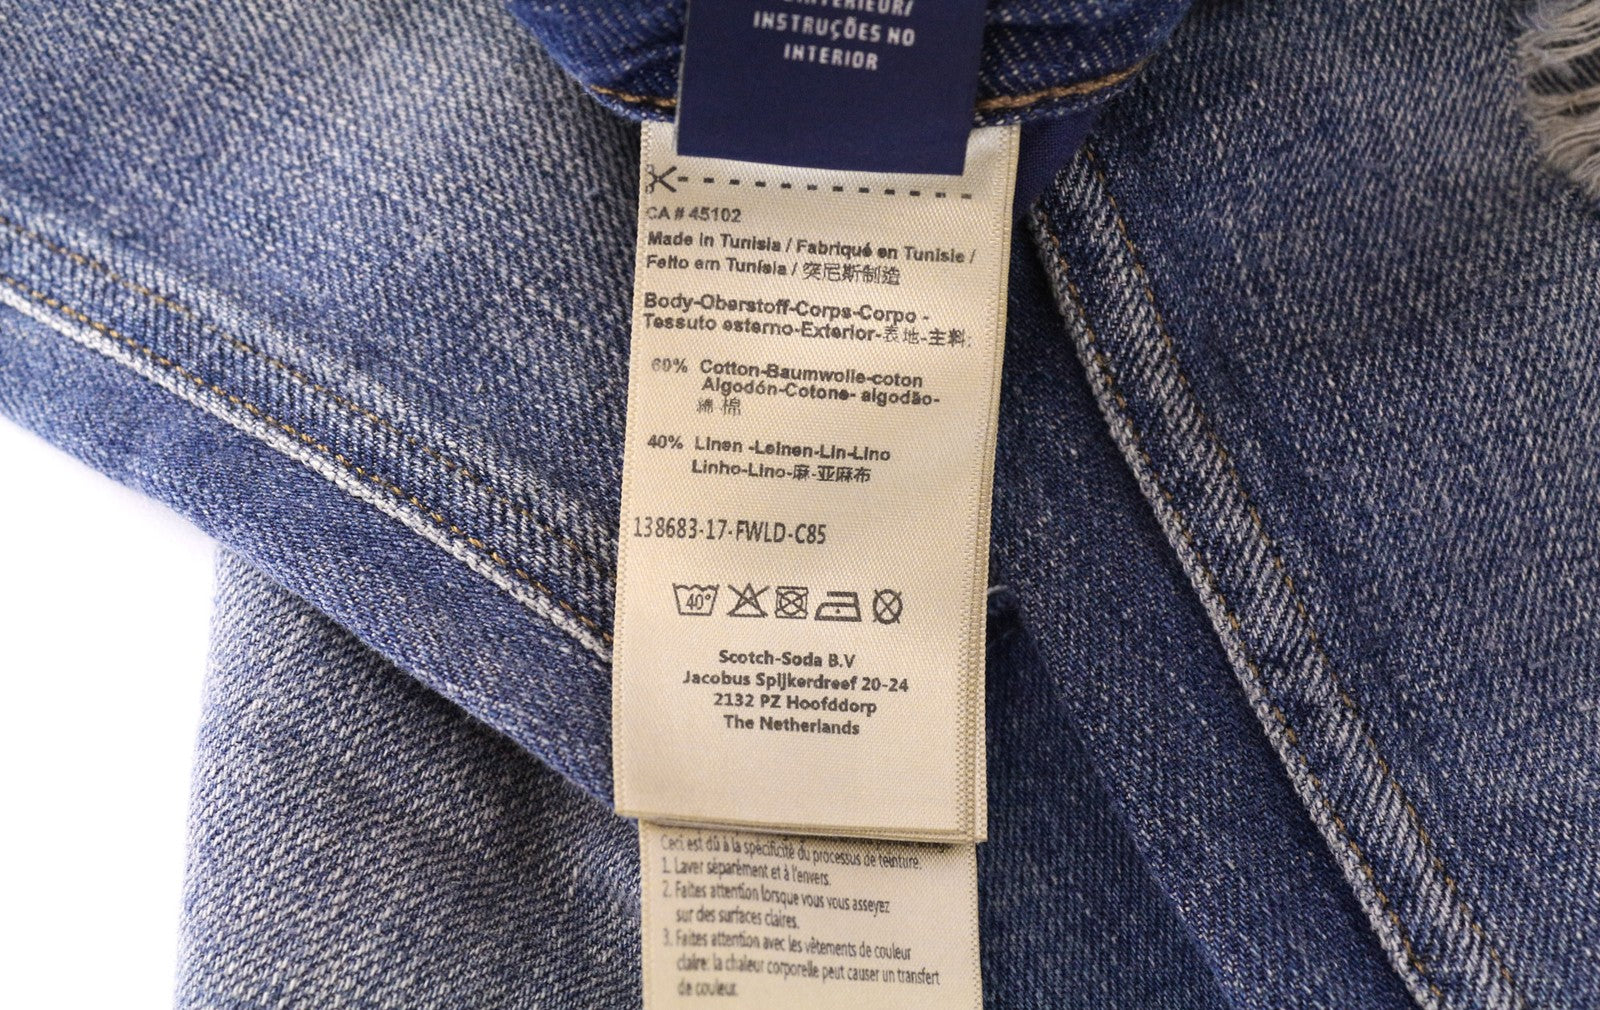 INSTRUÇÕES NO
INTERIOR
CA # 45102
Made in Tunisia / Fabriqué en Tunisie /
Feito em Tunísia / 突尼斯制造
Body-Oberstoff-Corps-Corpo -
Tessuto esterno-Exterior-表地-主料:
60% Cotton-Baumwolle-coton
Algodón-Cotone- algodão-
綿-棉
40% Linen -Leinen-Lin-Lino
Linho-Lino-麻-亚麻布
138683-17-FWLD-C85
40°
Scotch-Soda B.V
Jacobus Spijkerdreef 20-24
2132 PZ Hoofddorp
The Netherlands
Ceci est dû à la spécificité du processus de teinture.
1. Laver séparément et à l'envers.
2. Faites attention lorsque vous vous asseyez
sur des surfaces claires.
3. Faites attention avec les vêtements de couleur
claire: la chaleur corporelle peut causer un transfert
de couleur.